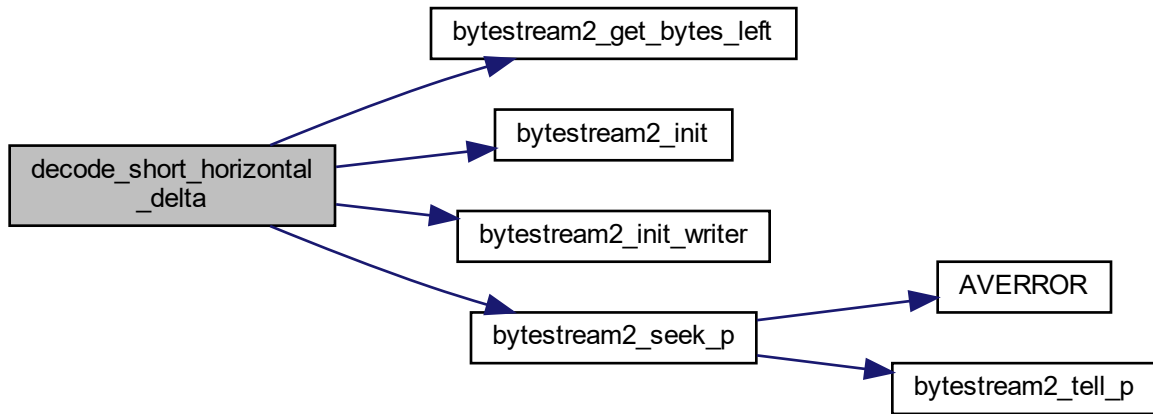 bytestream2_get_bytes_left
bytestream2_init
decode_short_horizontal
_delta
bytestream2_init_writer
AVERROR
bytestream2_seek_p
bytestream2_tell_p